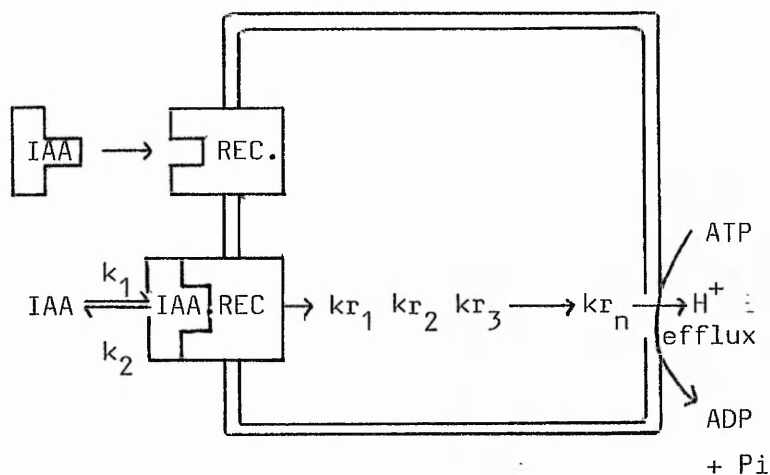 IAA → REC.
ATP
k₁
IAA ⇌ IAA.REC → kr₁ kr₂ kr₃ → krₙ → H⁺
k₂
efflux
ADP
+ Pi